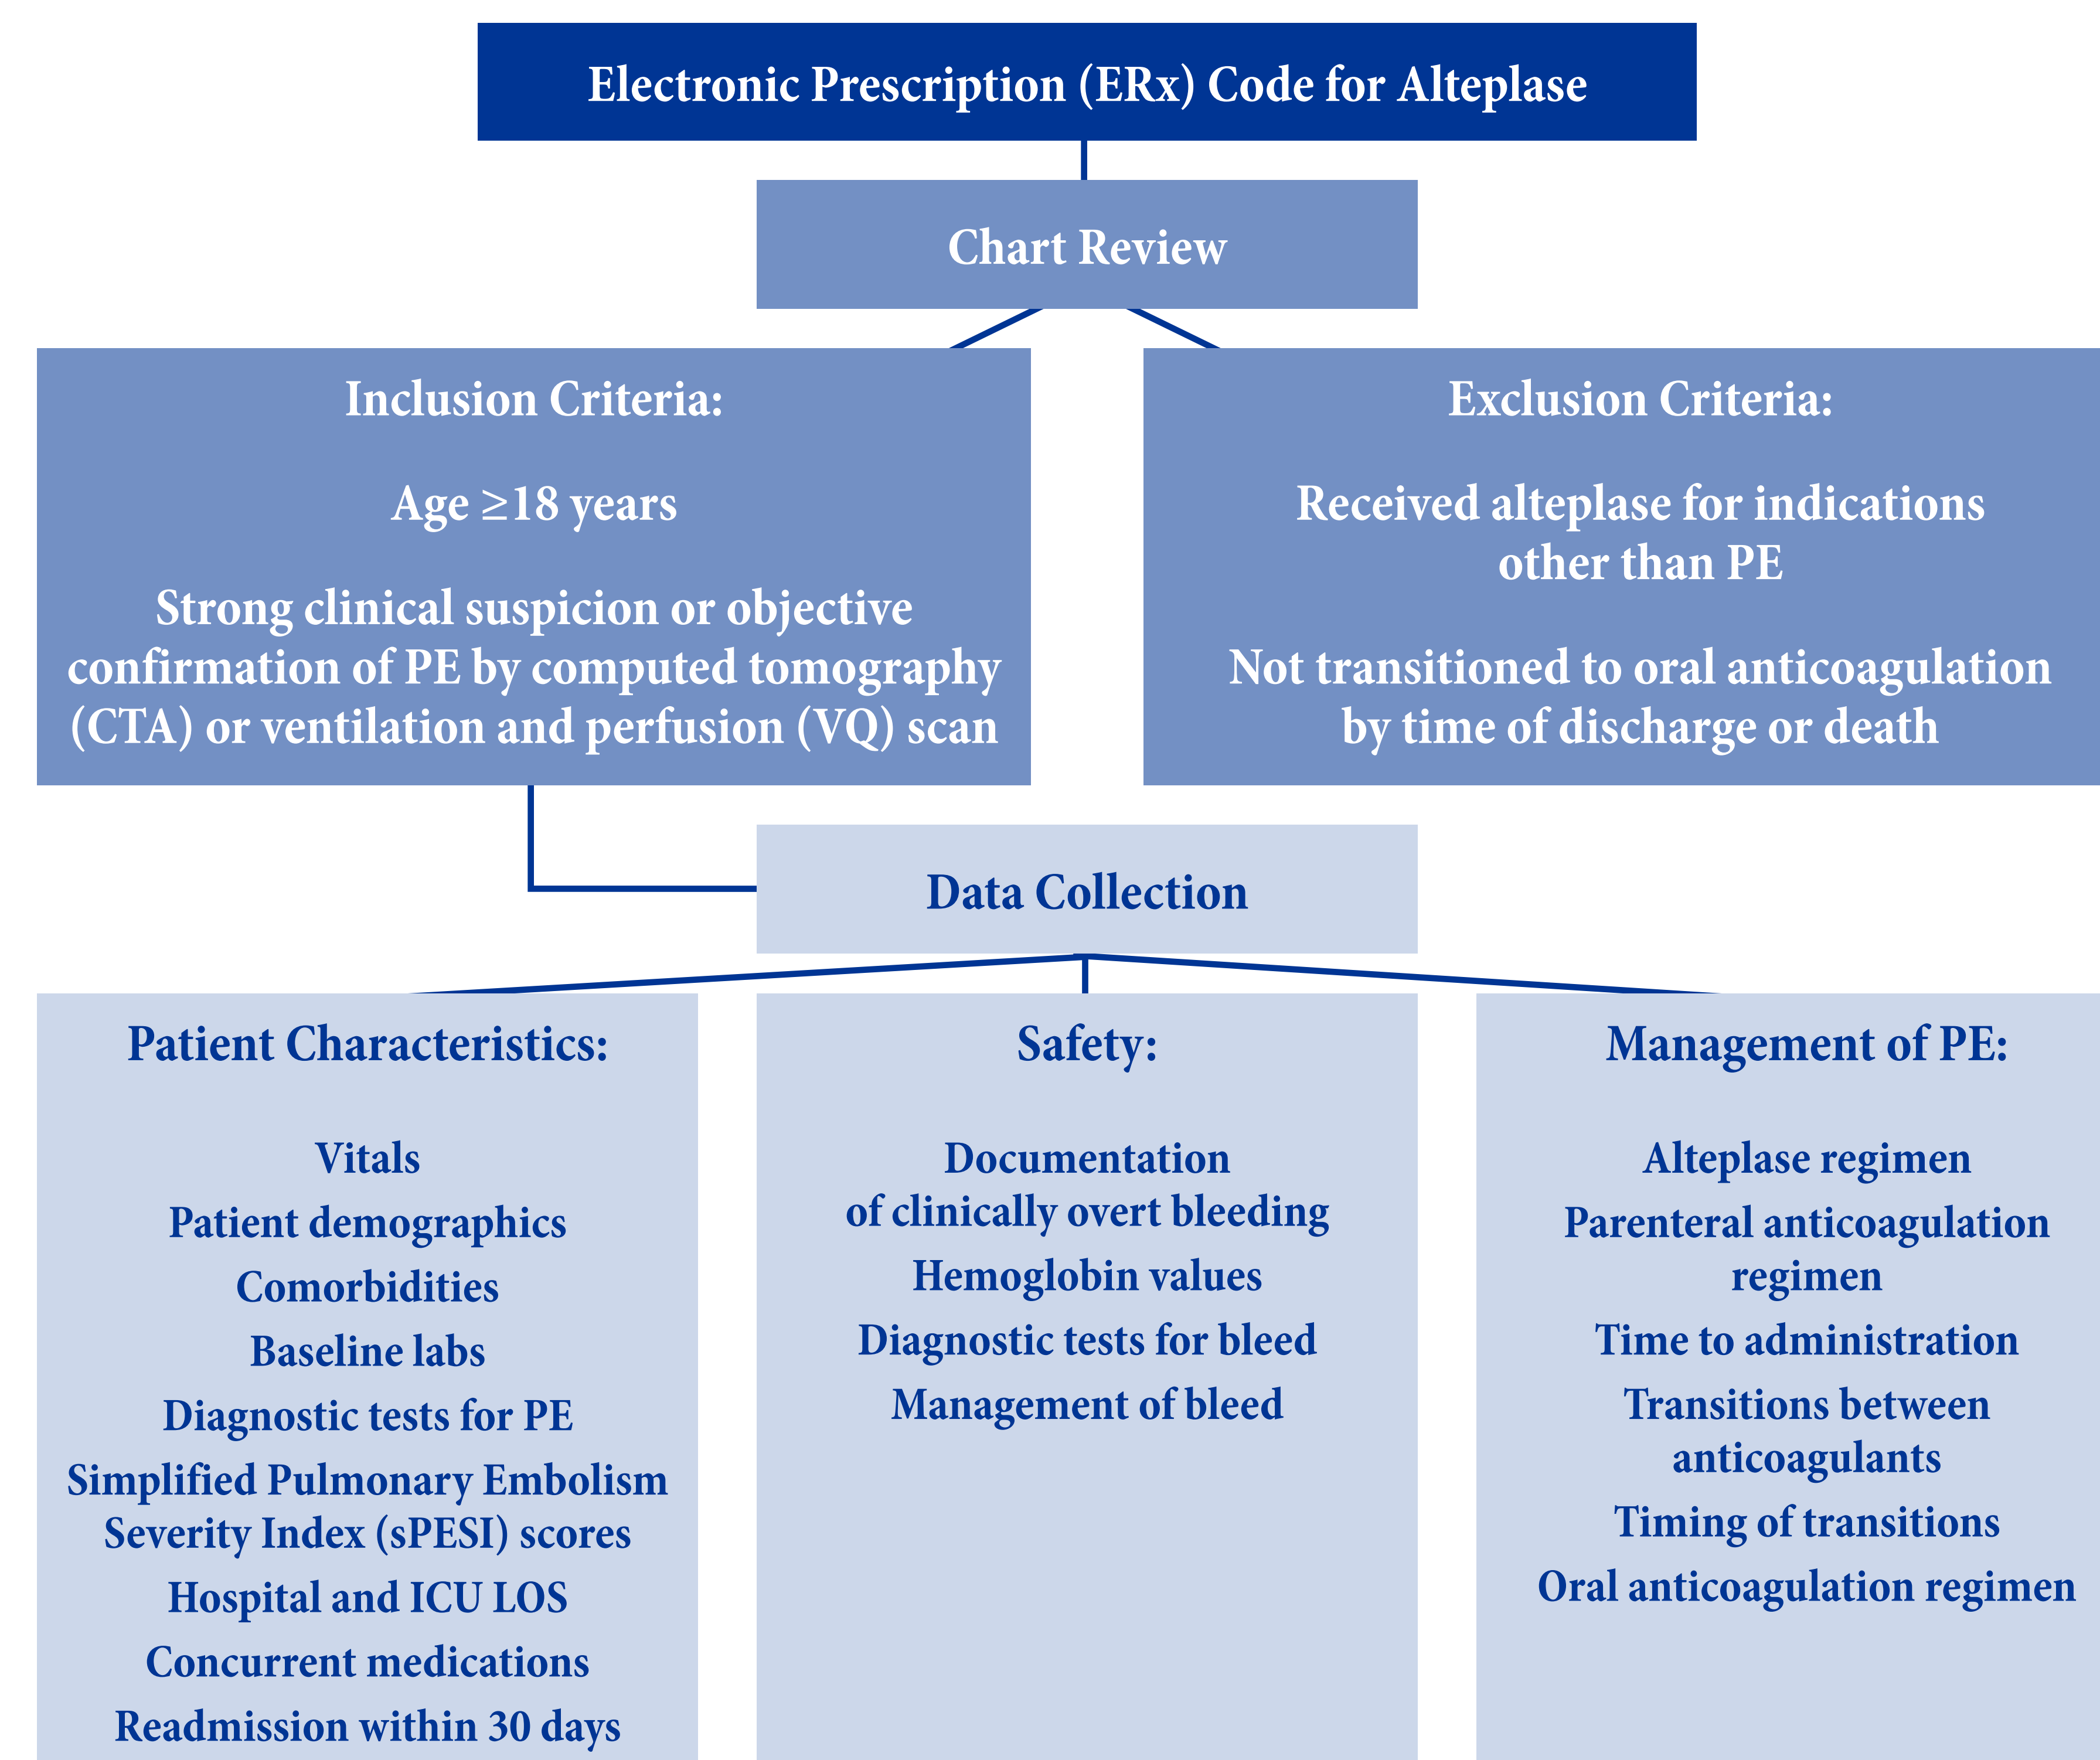 Electronic Prescription (ERx) Code for Alteplase
Chart Review
Inclusion Criteria:
Age ≥18 years
Strong clinical suspicion or objective
confirmation of PE by computed tomography
(CTA) or ventilation and perfusion (VQ) scan
Exclusion Criteria:
Received alteplase for indications
other than PE
Not transitioned to oral anticoagulation
by time of discharge or death
Data Collection
Patient Characteristics:
Vitals
Patient demographics
Comorbidities
Baseline labs
Diagnostic tests for PE
Simplified Pulmonary Embolism
Severity Index (sPESI) scores
Hospital and ICU LOS
Concurrent medications
Readmission within 30 days
Safety:
Documentation
of clinically overt bleeding
Hemoglobin values
Diagnostic tests for bleed
Management of bleed
Management of PE:
Alteplase regimen
Parenteral anticoagulation
regimen
Time to administration
Transitions between
anticoagulants
Timing of transitions
Oral anticoagulation regimen